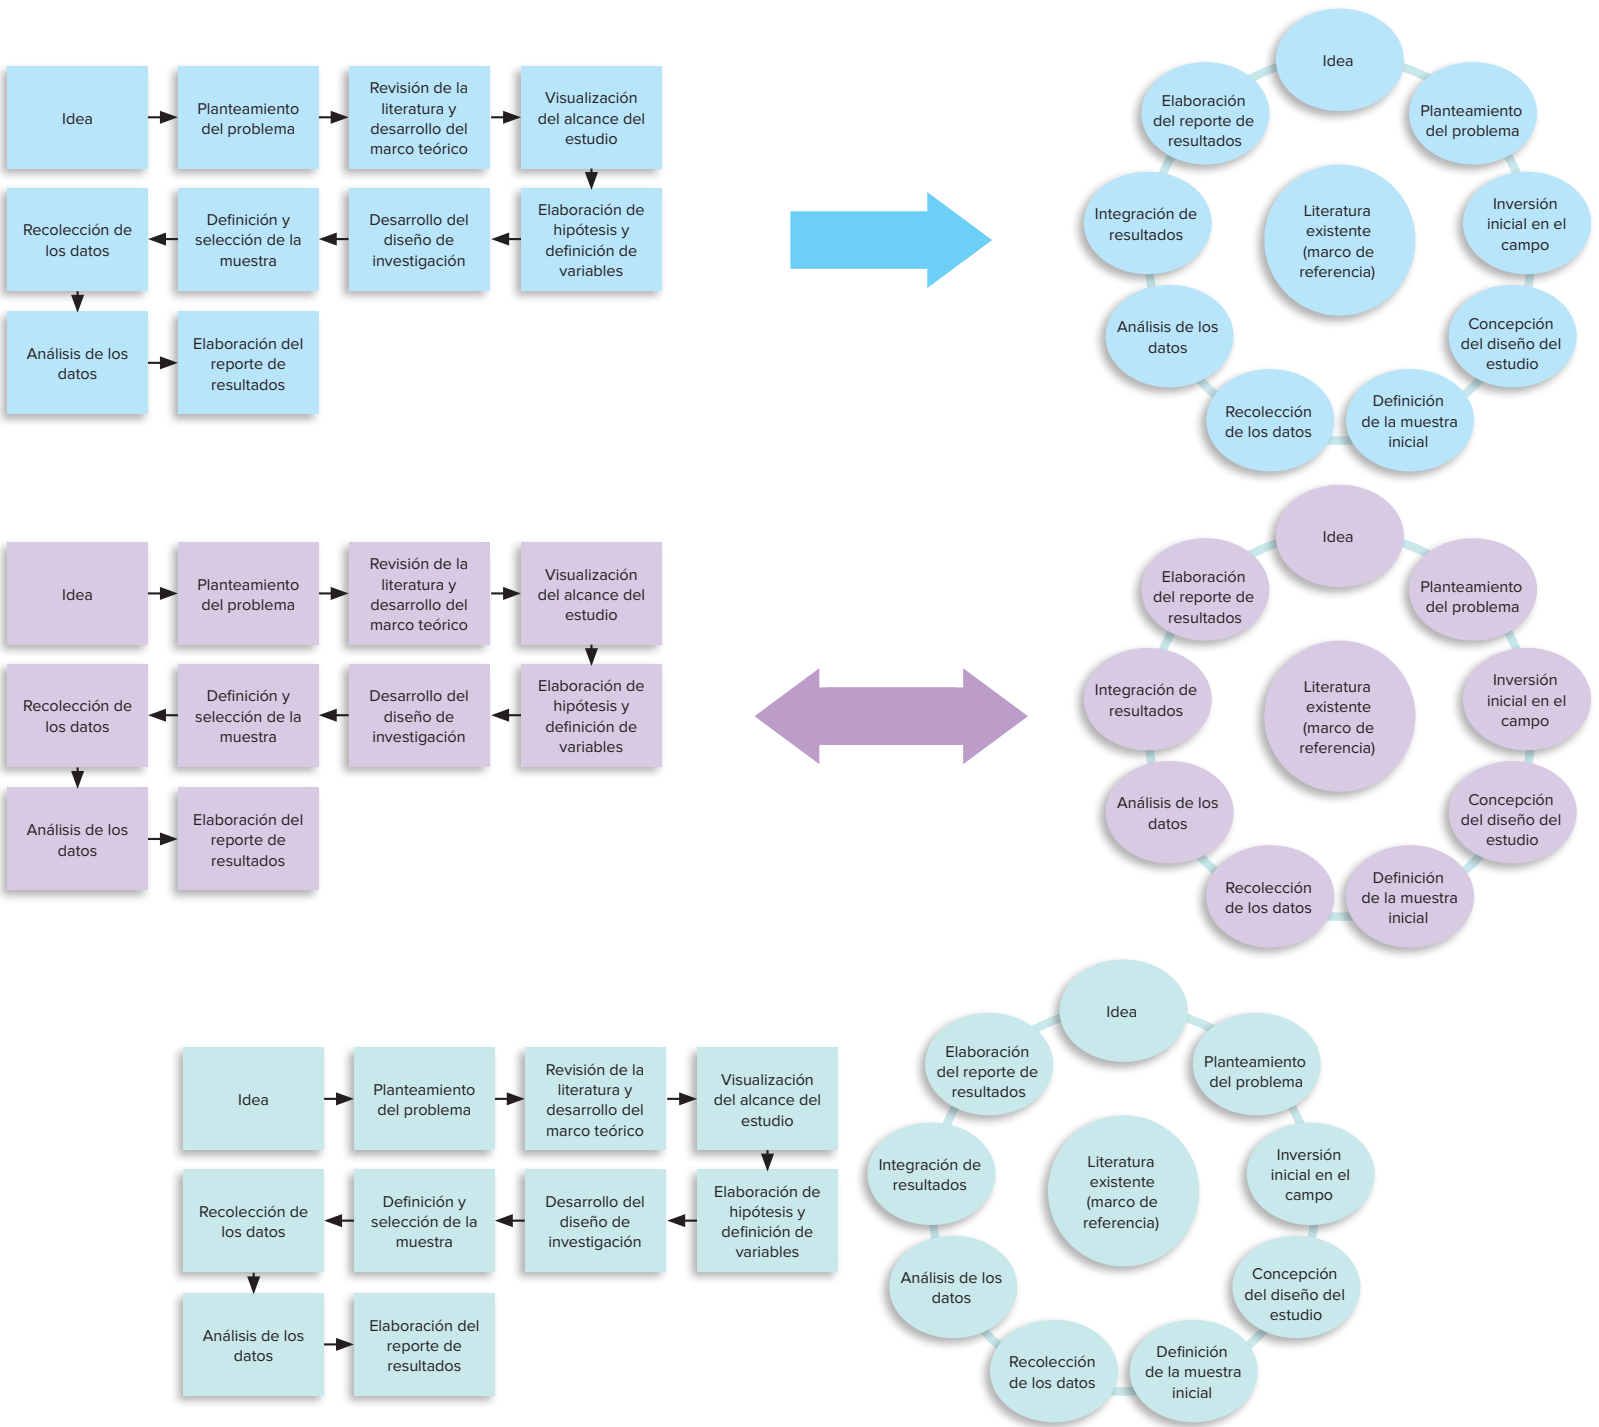 Idea
Planteamiento
del problema
Revisión de la
literatura y
desarrollo del
marco teórico
Visualización
del alcance del
estudio
Recolección de
los datos
Definición y
selección de la
muestra
Desarrollo del
diseño de
investigación
Elaboración de
hipótesis y
definición de
variables
Análisis de los
datos
Elaboración del
reporte de
resultados
Idea
Planteamiento
del problema
Inversión
inicial en el
campo
Concepción
del diseño del
estudio
Definición
de la muestra
inicial
Recolección
de los datos
Análisis de los
datos
Integración de
resultados
Elaboración
del reporte de
resultados
Literatura
existente
(marco de
referencia)
Idea
Planteamiento
del problema
Revisión de la
literatura y
desarrollo del
marco teórico
Visualización
del alcance del
estudio
Recolección de
los datos
Definición y
selección de la
muestra
Desarrollo del
diseño de
investigación
Elaboración de
hipótesis y
definición de
variables
Análisis de los
datos
Elaboración del
reporte de
resultados
Idea
Planteamiento
del problema
Inversión
inicial en el
campo
Concepción
del diseño del
estudio
Definición
de la muestra
inicial
Recolección
de los datos
Análisis de los
datos
Integración de
resultados
Elaboración
del reporte de
resultados
Literatura
existente
(marco de
referencia)
Idea
Planteamiento
del problema
Revisión de la
literatura y
desarrollo del
marco teórico
Visualización
del alcance del
estudio
Recolección de
los datos
Definición y
selección de la
muestra
Desarrollo del
diseño de
investigación
Elaboración de
hipótesis y
definición de
variables
Análisis de los
datos
Elaboración del
reporte de
resultados
Idea
Planteamiento
del problema
Inversión
inicial en el
campo
Concepción
del diseño del
estudio
Definición
de la muestra
inicial
Recolección
de los datos
Análisis de los
datos
Integración de
resultados
Elaboración
del reporte de
resultados
Literatura
existente
(marco de
referencia)